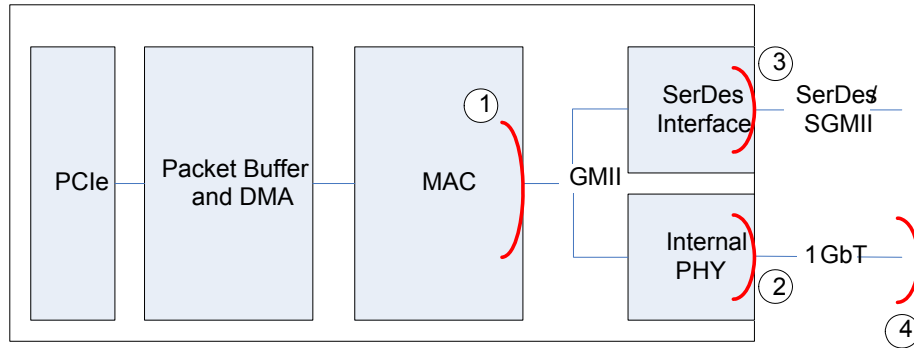 PCIe
Packet Buffer
and DMA
MAC
1
GMII
SerDes
Interface
3
SerDes/
SGMII
Internal
PHY
2
1GbT
4